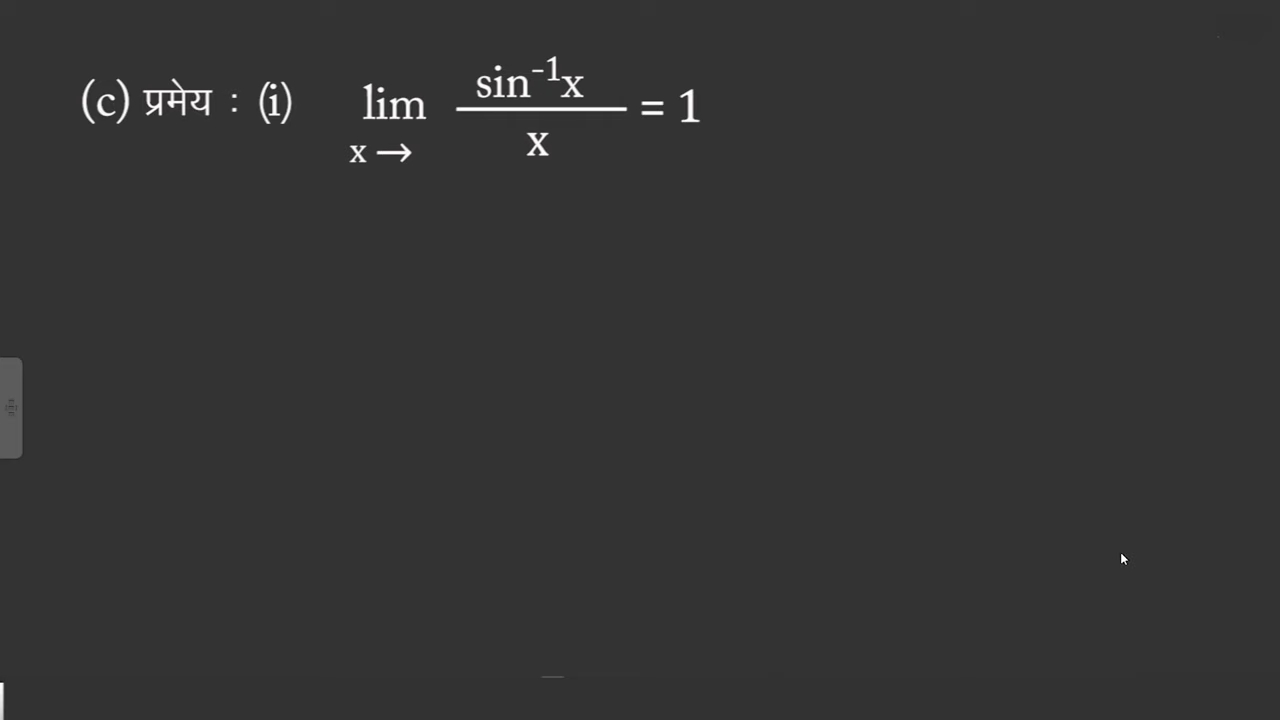 (c) प्रमेय : (i) lim sin⁻¹x / x = 1
x →